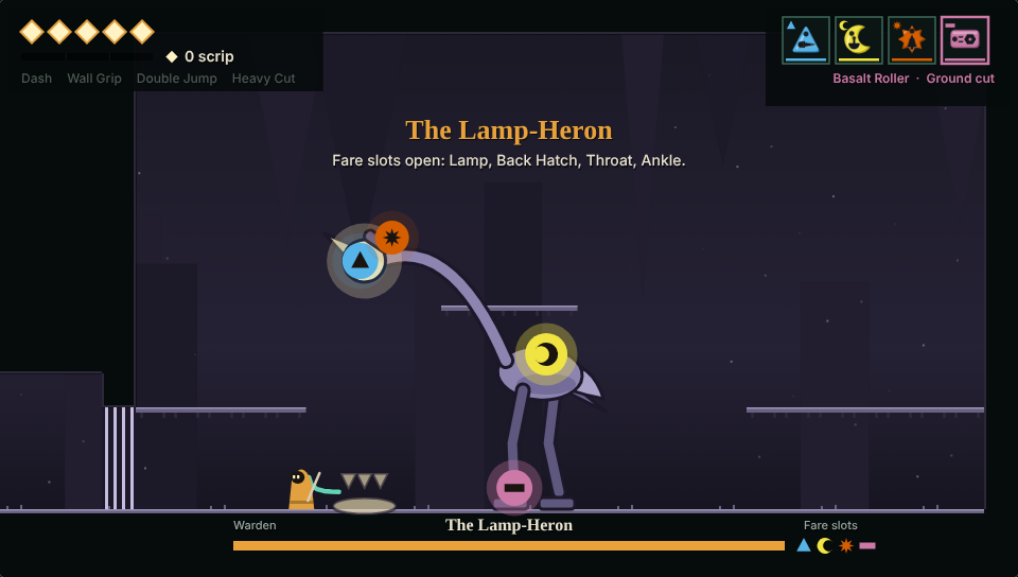 0 scrip
Dash Wall Grip Double Jump Heavy Cut
Basalt Roller · Ground cut
The Lamp-Heron
Fare slots open: Lamp, Back Hatch, Throat, Ankle.
Warden
The Lamp-Heron
Fare slots